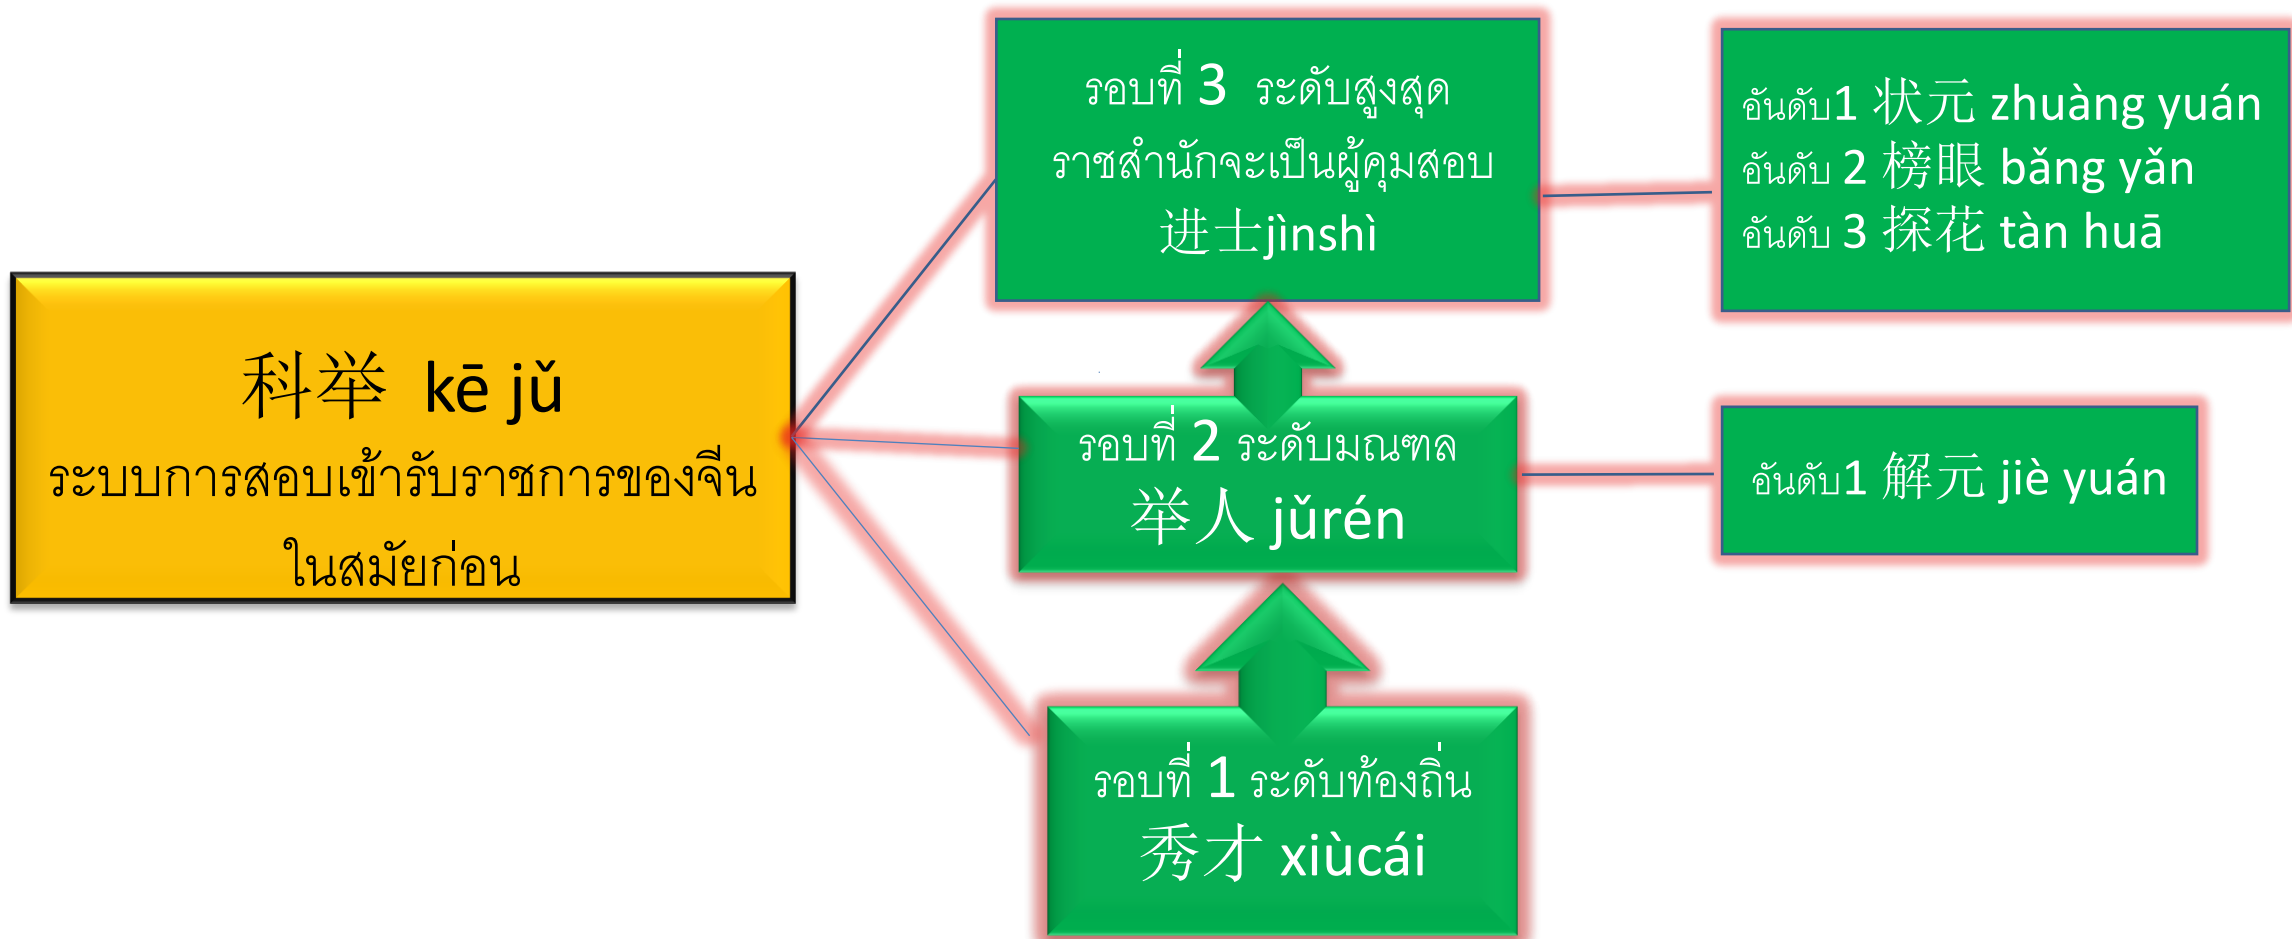 科举 kē jǔ
ระบบการสอบเข้ารับราชการของจีน
ในสมัยก่อน
รอบที่ 3 ระดับสูงสุด
ราชสำนักจะเป็นผู้คุมสอบ
进士jìnshì
อันดับ1 状元 zhuàng yuán
อันดับ 2 榜眼 bǎng yǎn
อันดับ 3 探花 tàn huā
รอบที่ 2 ระดับมณฑล
举人 jǔrén
อันดับ1 解元 jiè yuán
รอบที่ 1 ระดับท้องถิ่น
秀才 xiùcái